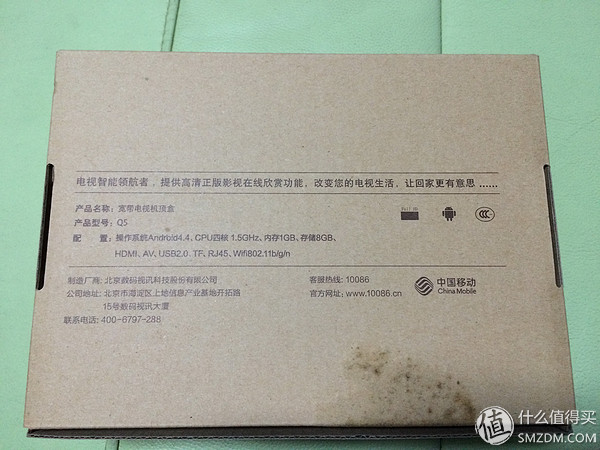 电视智能领航者，提供高清正版影视在线欣赏功能，改变您的电视生活，让回家更有意思 ......
产品名称：宽带电视机顶盒
产品型号：Q5
配 置：操作系统Android4.4、CPU四核 1.5GHz、内存1GB、存储8GB、
HDMI、AV、USB2.0、TF、RJ45、Wifi802.11b/g/n
制造厂商：北京数码视讯科技股份有限公司
公司地址：北京市海淀区上地信息产业基地开拓路
15号数码视讯大厦
联系电话：400-6797-288
客服热线：10086
官方网址：www.10086.cn
中国移动
China Mobile
值 什么值得买
SMZDM.COM